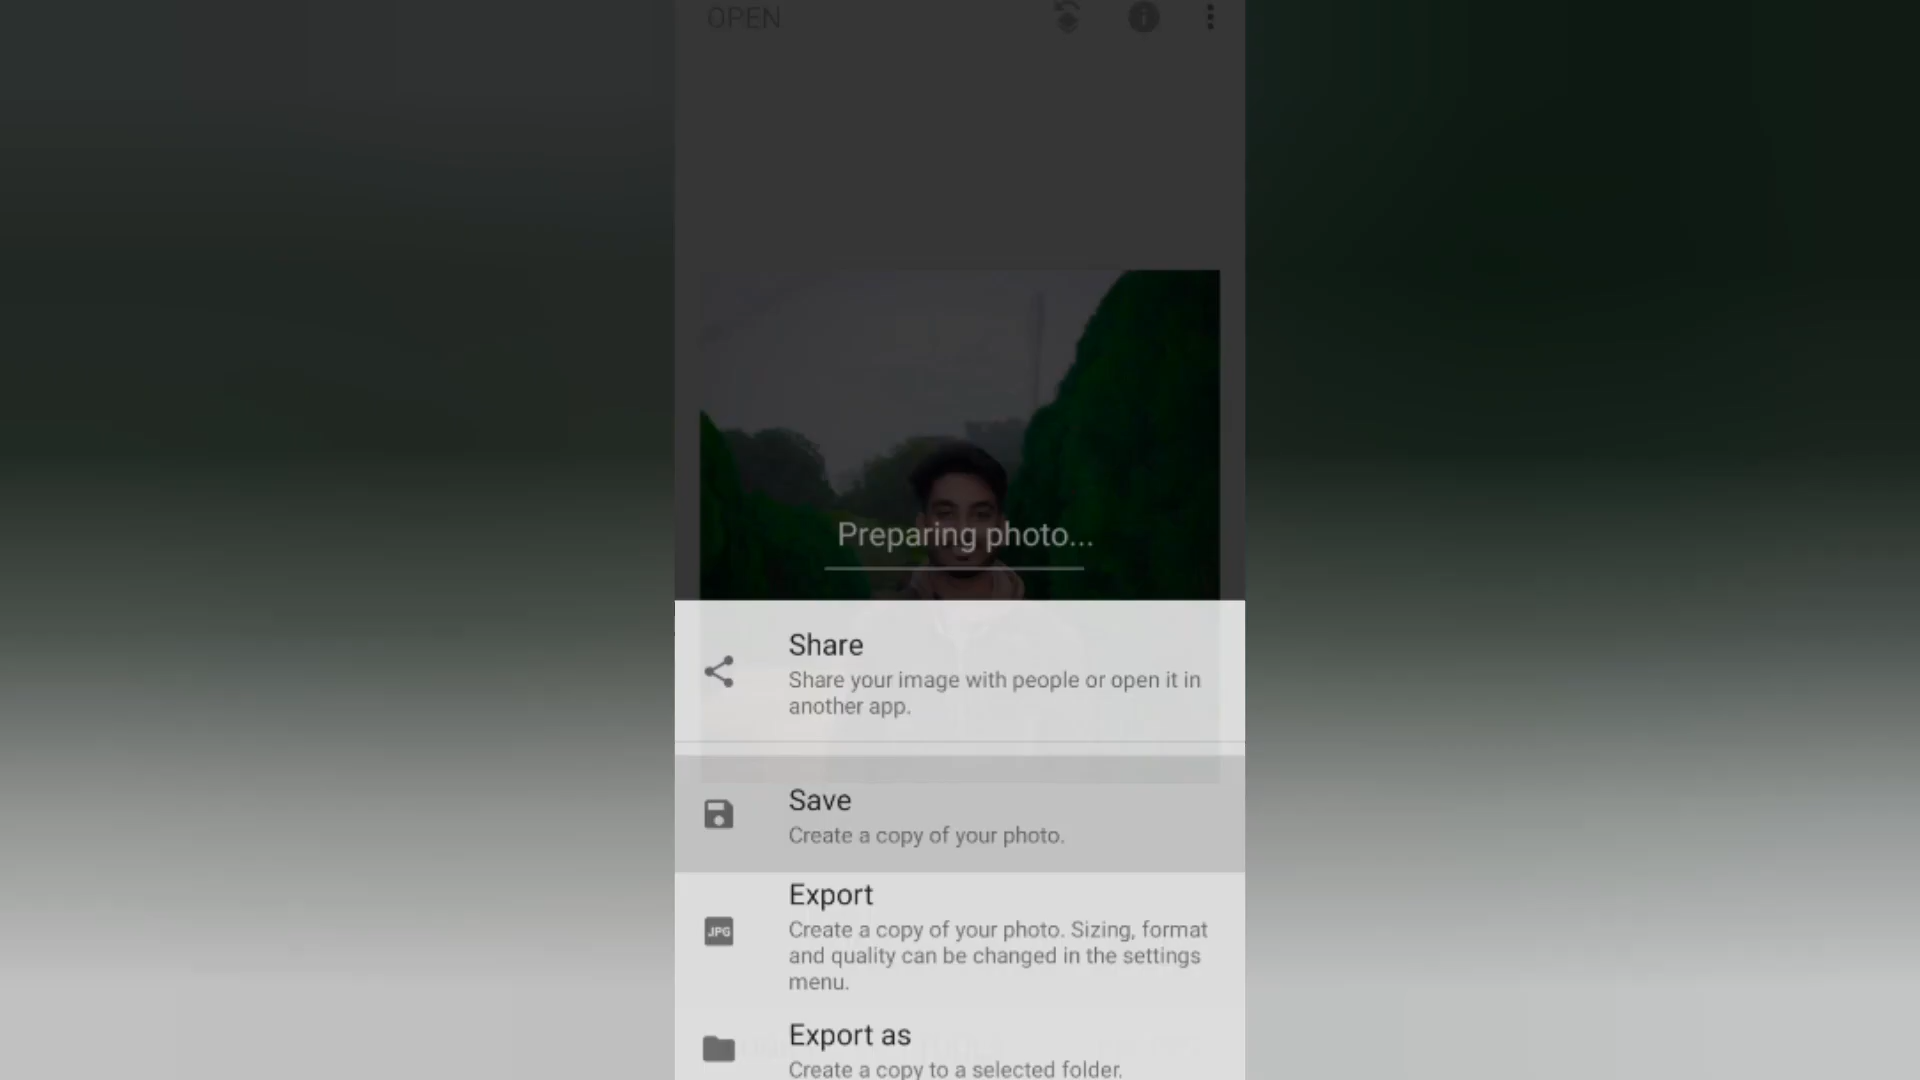 OPEN
Preparing photo...
Share
Share your image with people or open it in
another app.
Save
Create a copy of your photo.
Export
JPG
Create a copy of your photo. Sizing, format
and quality can be changed in the settings
menu.
Export as
Create a copy to a selected folder.